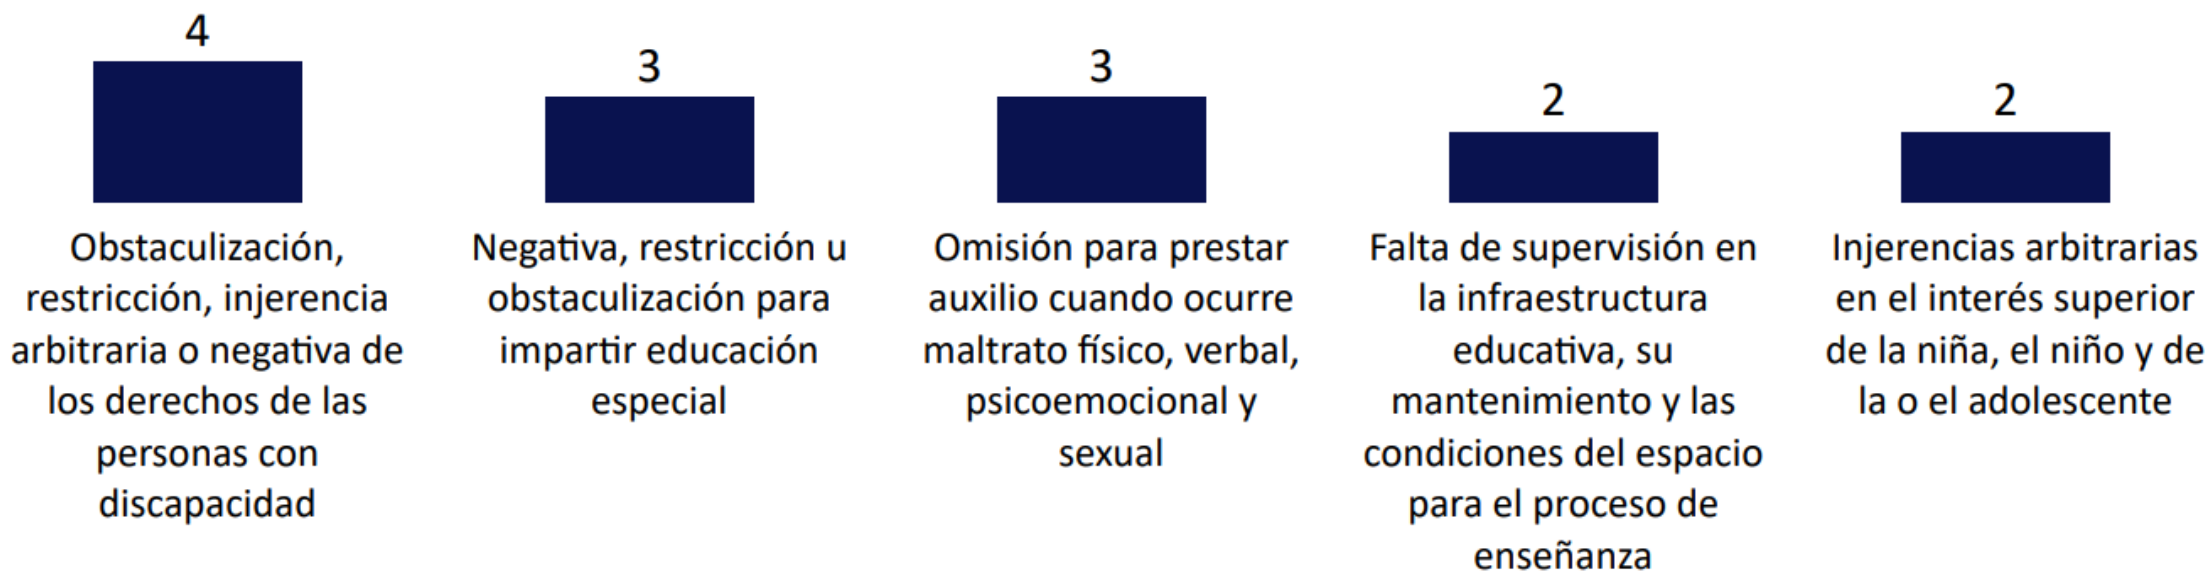 4
Obstaculización,
restricción, injerencia
arbitraria o negativa de
los derechos de las
personas con
discapacidad
3
Negativa, restricción u
obstaculización para
impartir educación
especial
3
Omisión para prestar
auxilio cuando ocurre
maltrato físico, verbal,
psicoemocional y
sexual
2
Falta de supervisión en
la infraestructura
educativa, su
mantenimiento y las
condiciones del espacio
para el proceso de
enseñanza
2
Injerencias arbitrarias
en el interés superior
de la niña, el niño y de
la o el adolescente